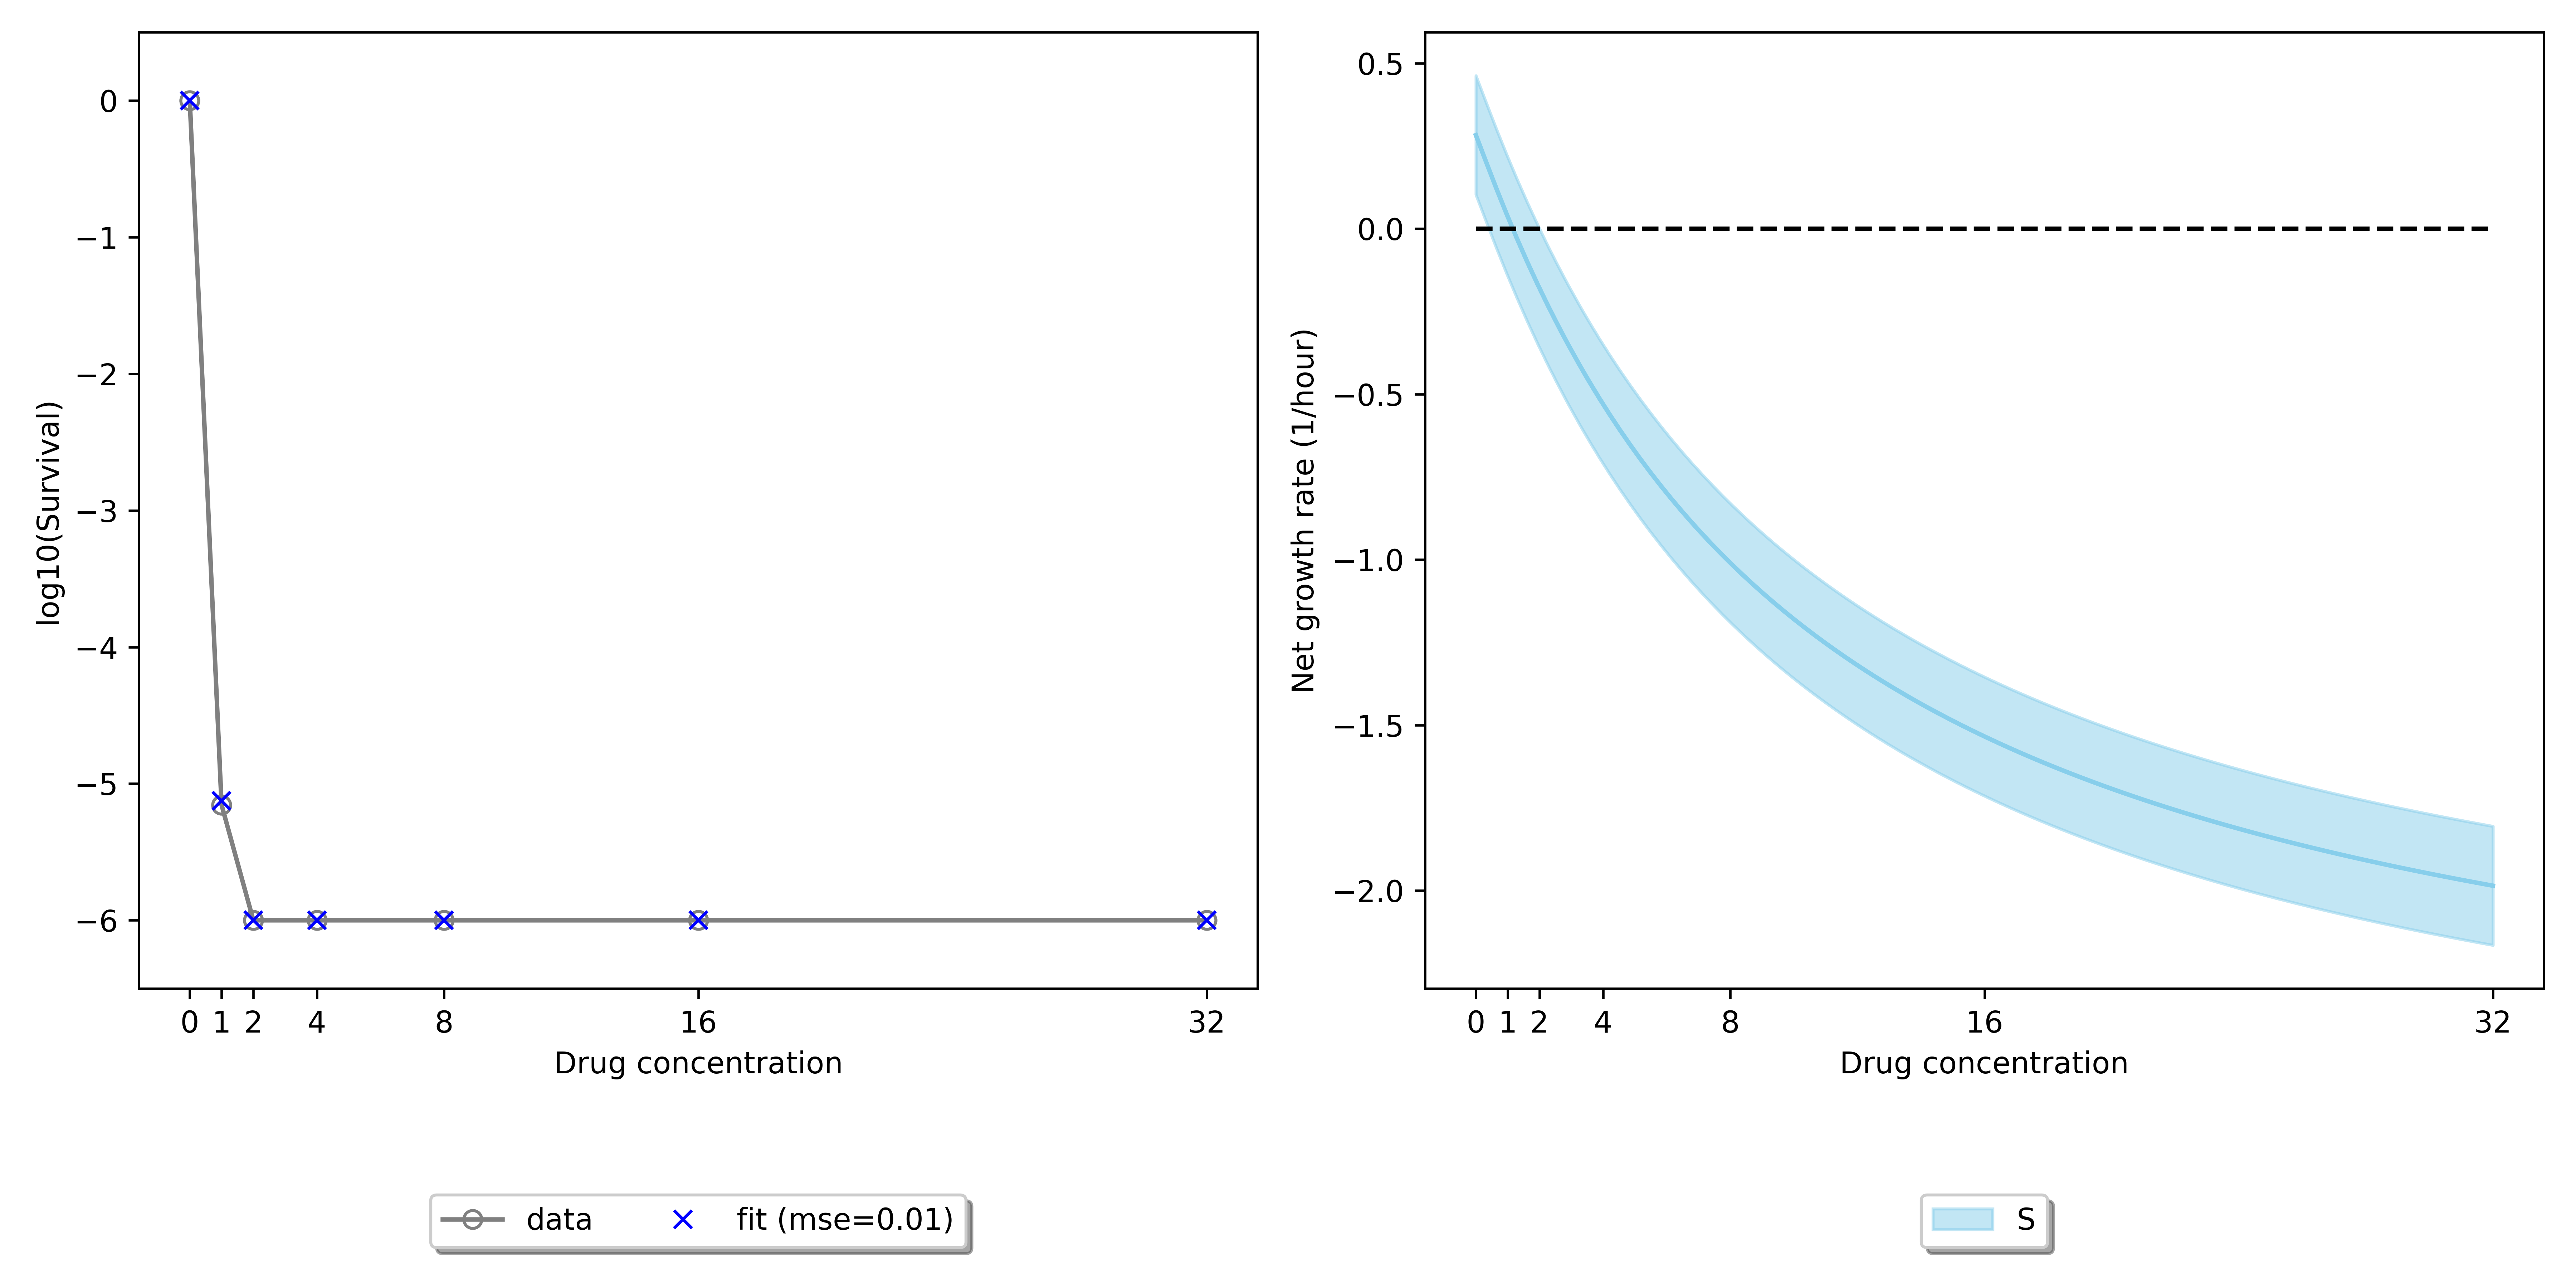 log10(Survival)
0
−1
−2
−3
−4
−5
−6
0 1 2 4 8 16 32
Drug concentration
data
fit (mse=0.01)
Net growth rate (1/hour)
0.5
0.0
−0.5
−1.0
−1.5
−2.0
0 1 2 4 8 16 32
Drug concentration
S